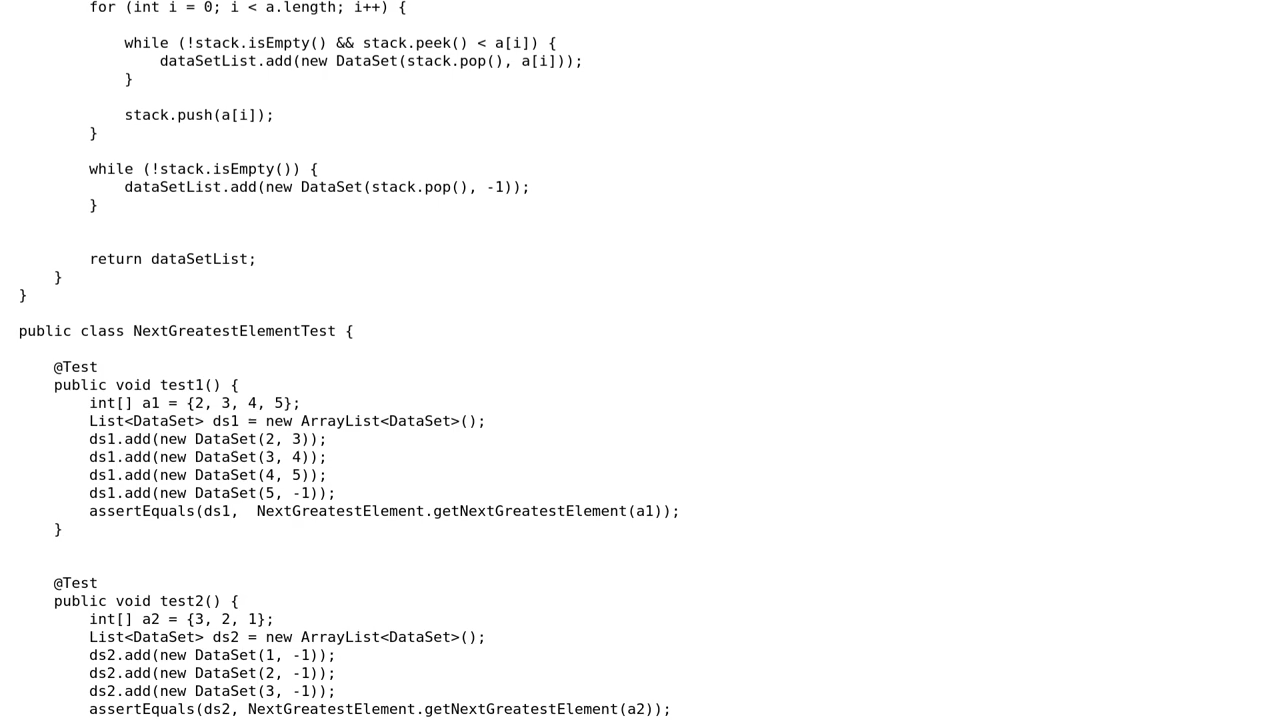 for (int i = 0; i < a.length; i++) {
while (!stack.isEmpty() && stack.peek() < a[i]) {
dataSetList.add(new DataSet(stack.pop(), a[i]));
}
stack.push(a[i]);
}
while (!stack.isEmpty()) {
dataSetList.add(new DataSet(stack.pop(), -1));
}
return dataSetList;
}
}
public class NextGreatestElementTest {
@Test
public void test1() {
int[] a1 = {2, 3, 4, 5};
List<DataSet> ds1 = new ArrayList<DataSet>();
ds1.add(new DataSet(2, 3));
ds1.add(new DataSet(3, 4));
ds1.add(new DataSet(4, 5));
ds1.add(new DataSet(5, -1));
assertEquals(ds1,  NextGreatestElement.getNextGreatestElement(a1));
}
@Test
public void test2() {
int[] a2 = {3, 2, 1};
List<DataSet> ds2 = new ArrayList<DataSet>();
ds2.add(new DataSet(1, -1));
ds2.add(new DataSet(2, -1));
ds2.add(new DataSet(3, -1));
assertEquals(ds2, NextGreatestElement.getNextGreatestElement(a2));